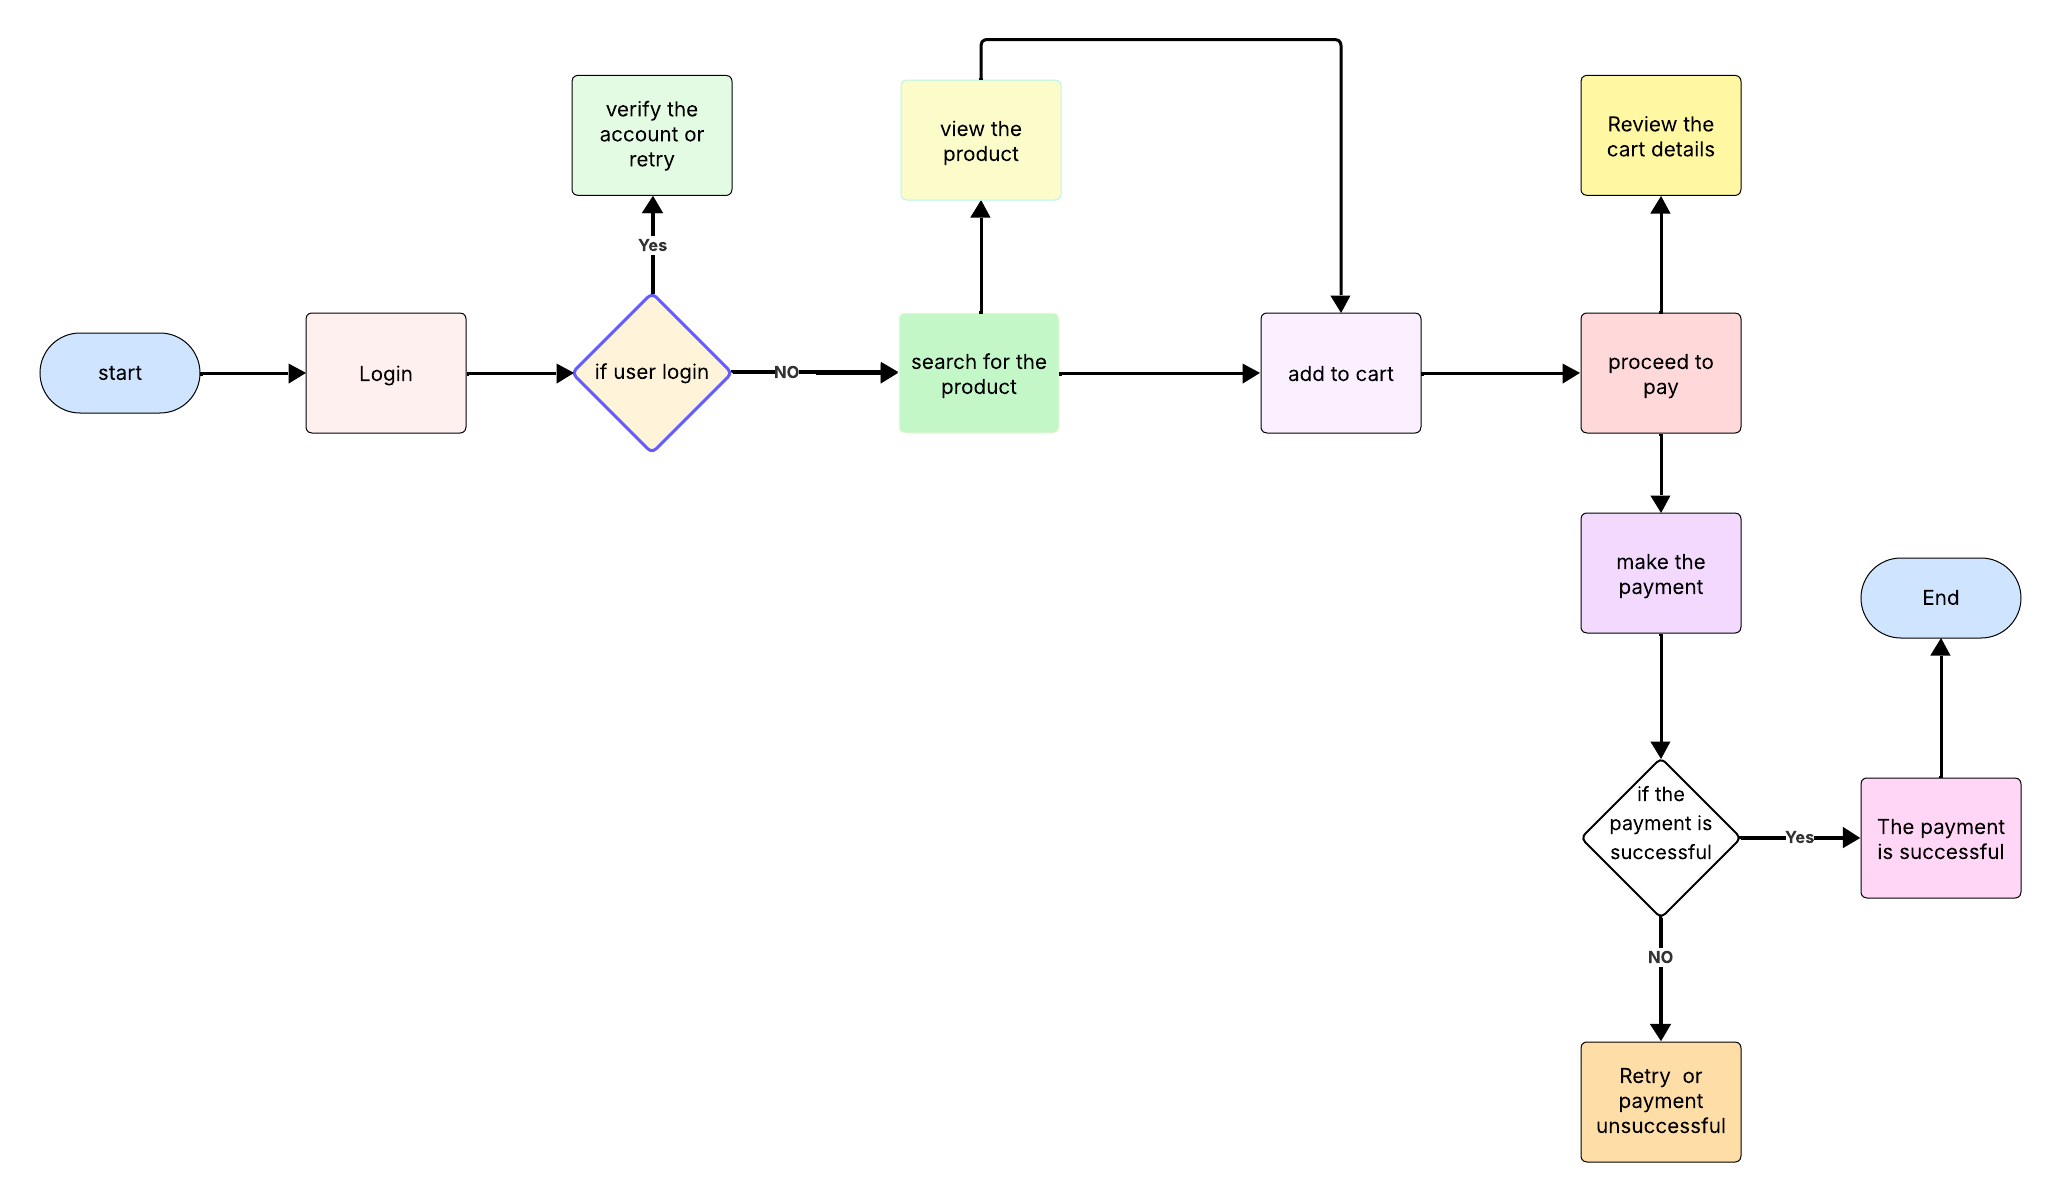 verify the
account or
retry
view the
product
Review the
cart details
Yes
start
Login
if user login
NO
search for the
product
add to cart
proceed to
pay
make the
payment
End
if the
payment is
successful
Yes
The payment
is successful
NO
Retry  or
payment
unsuccessful